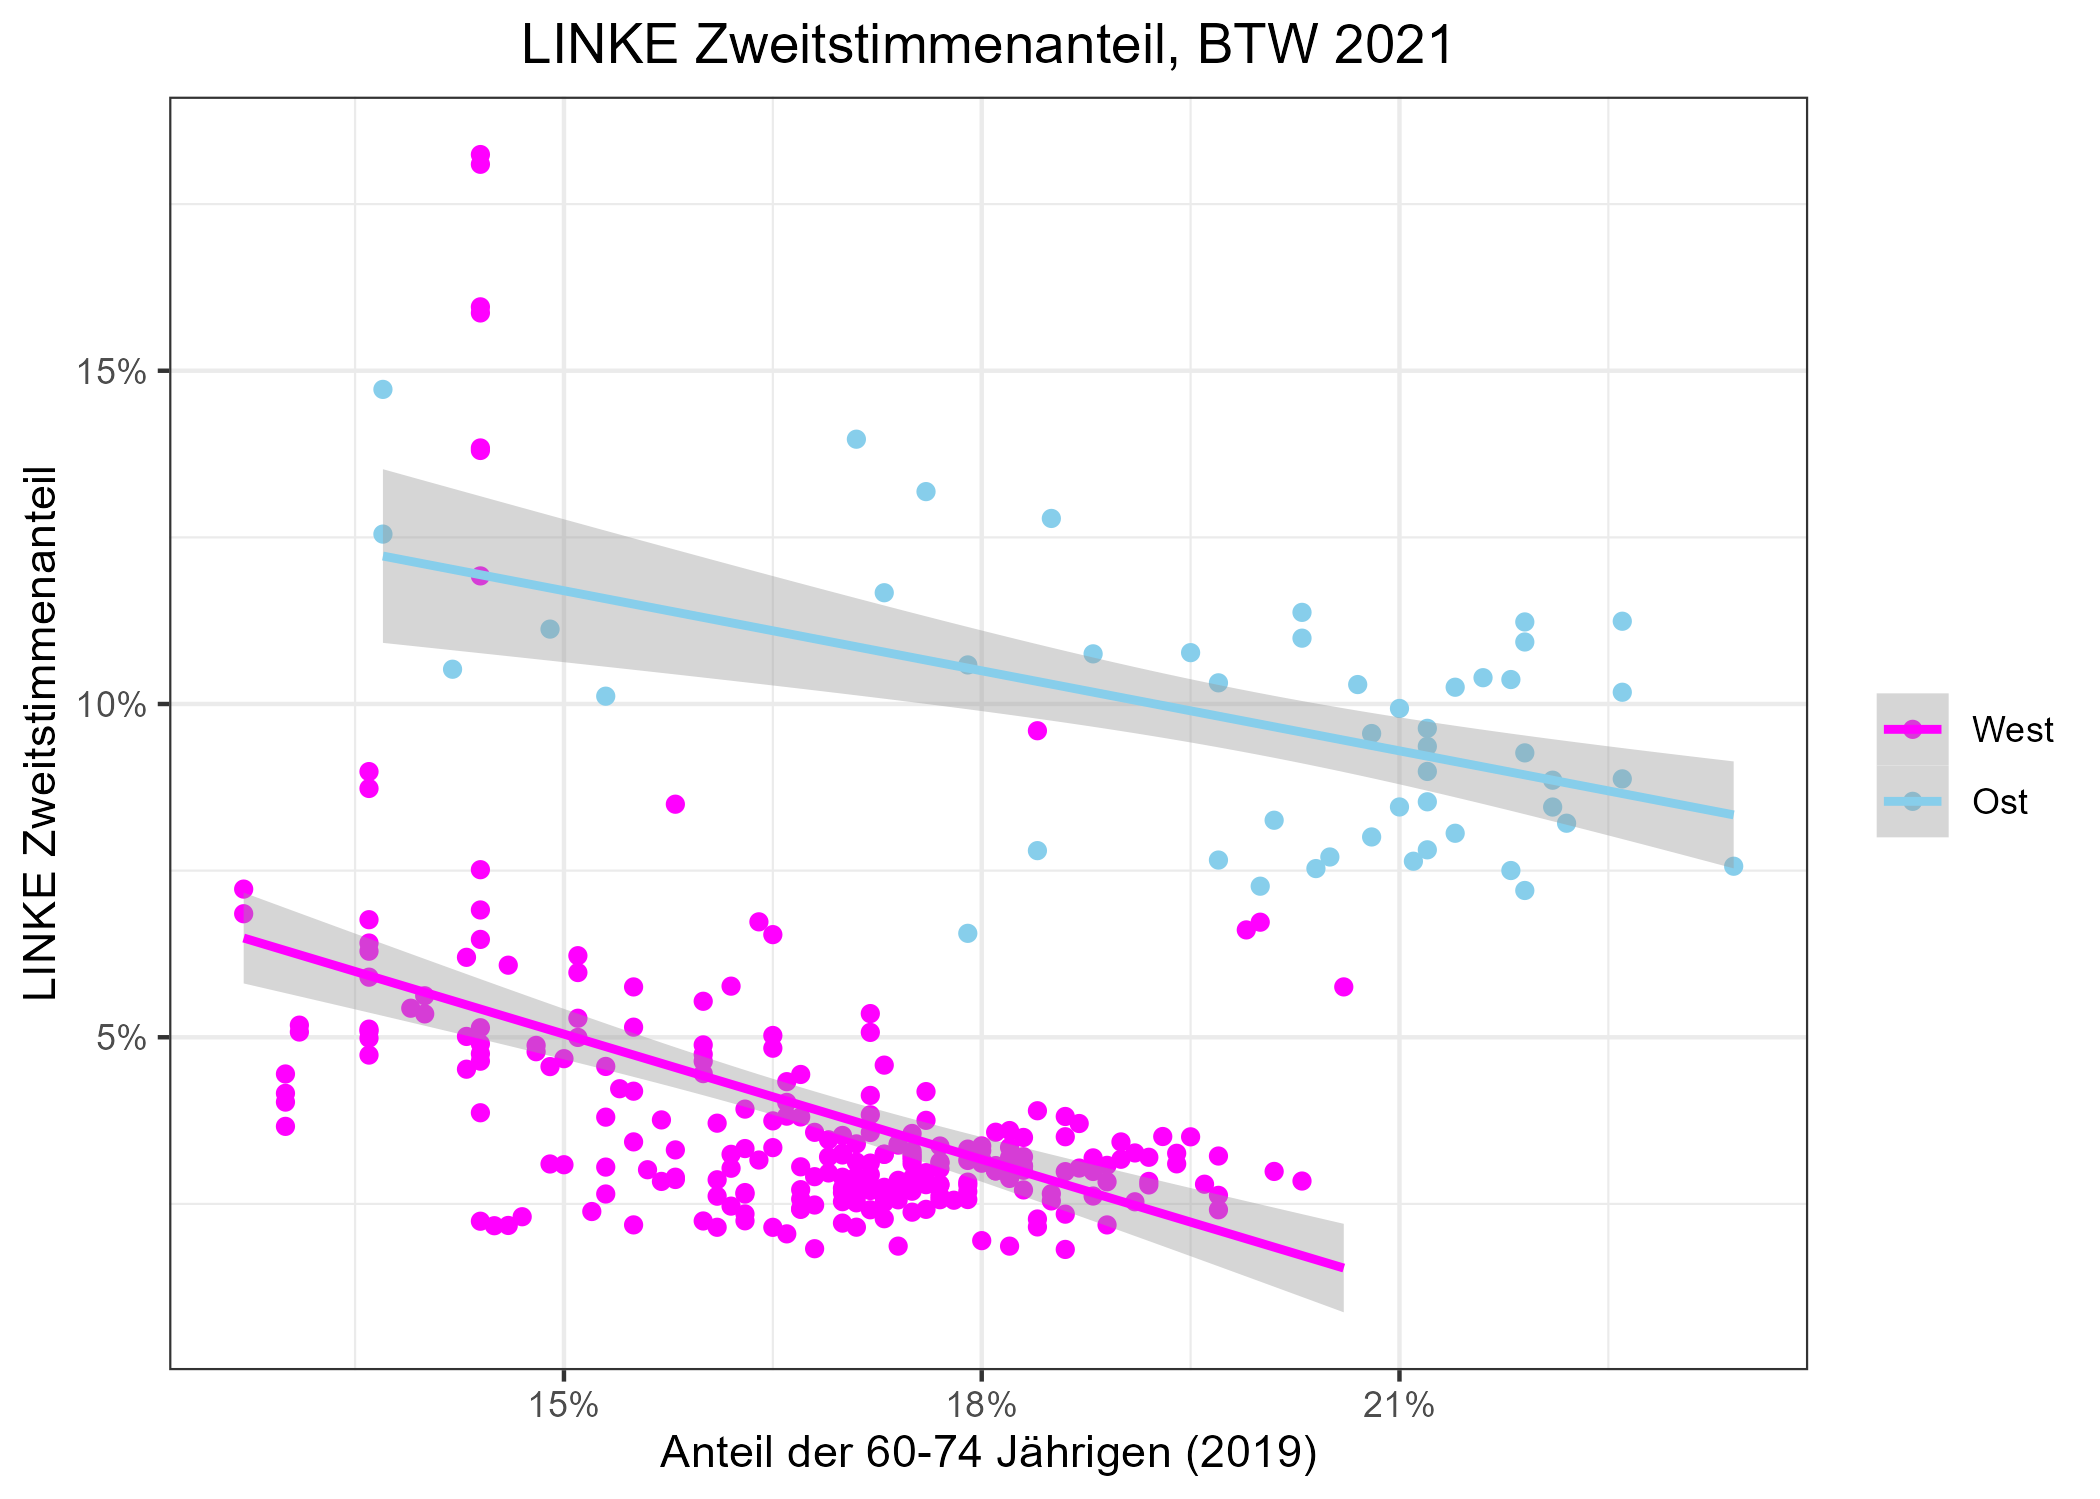 LINKE Zweitstimmenanteil, BTW 2021
LINKE Zweitstimmenanteil
15%
10%
5%
15%
18%
21%
Anteil der 60-74 Jährigen (2019)
West
Ost